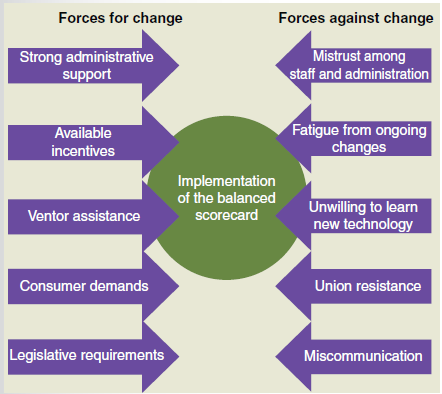 Forces for change
Forces against change
Strong administrative
support
Mistrust among
staff and administration
Available
incentives
Fatigue from ongoing
changes
Implementation
of the balanced
scorecard
Ventor assistance
Unwilling to learn
new technology
Consumer demands
Union resistance
Legislative requirements
Miscommunication